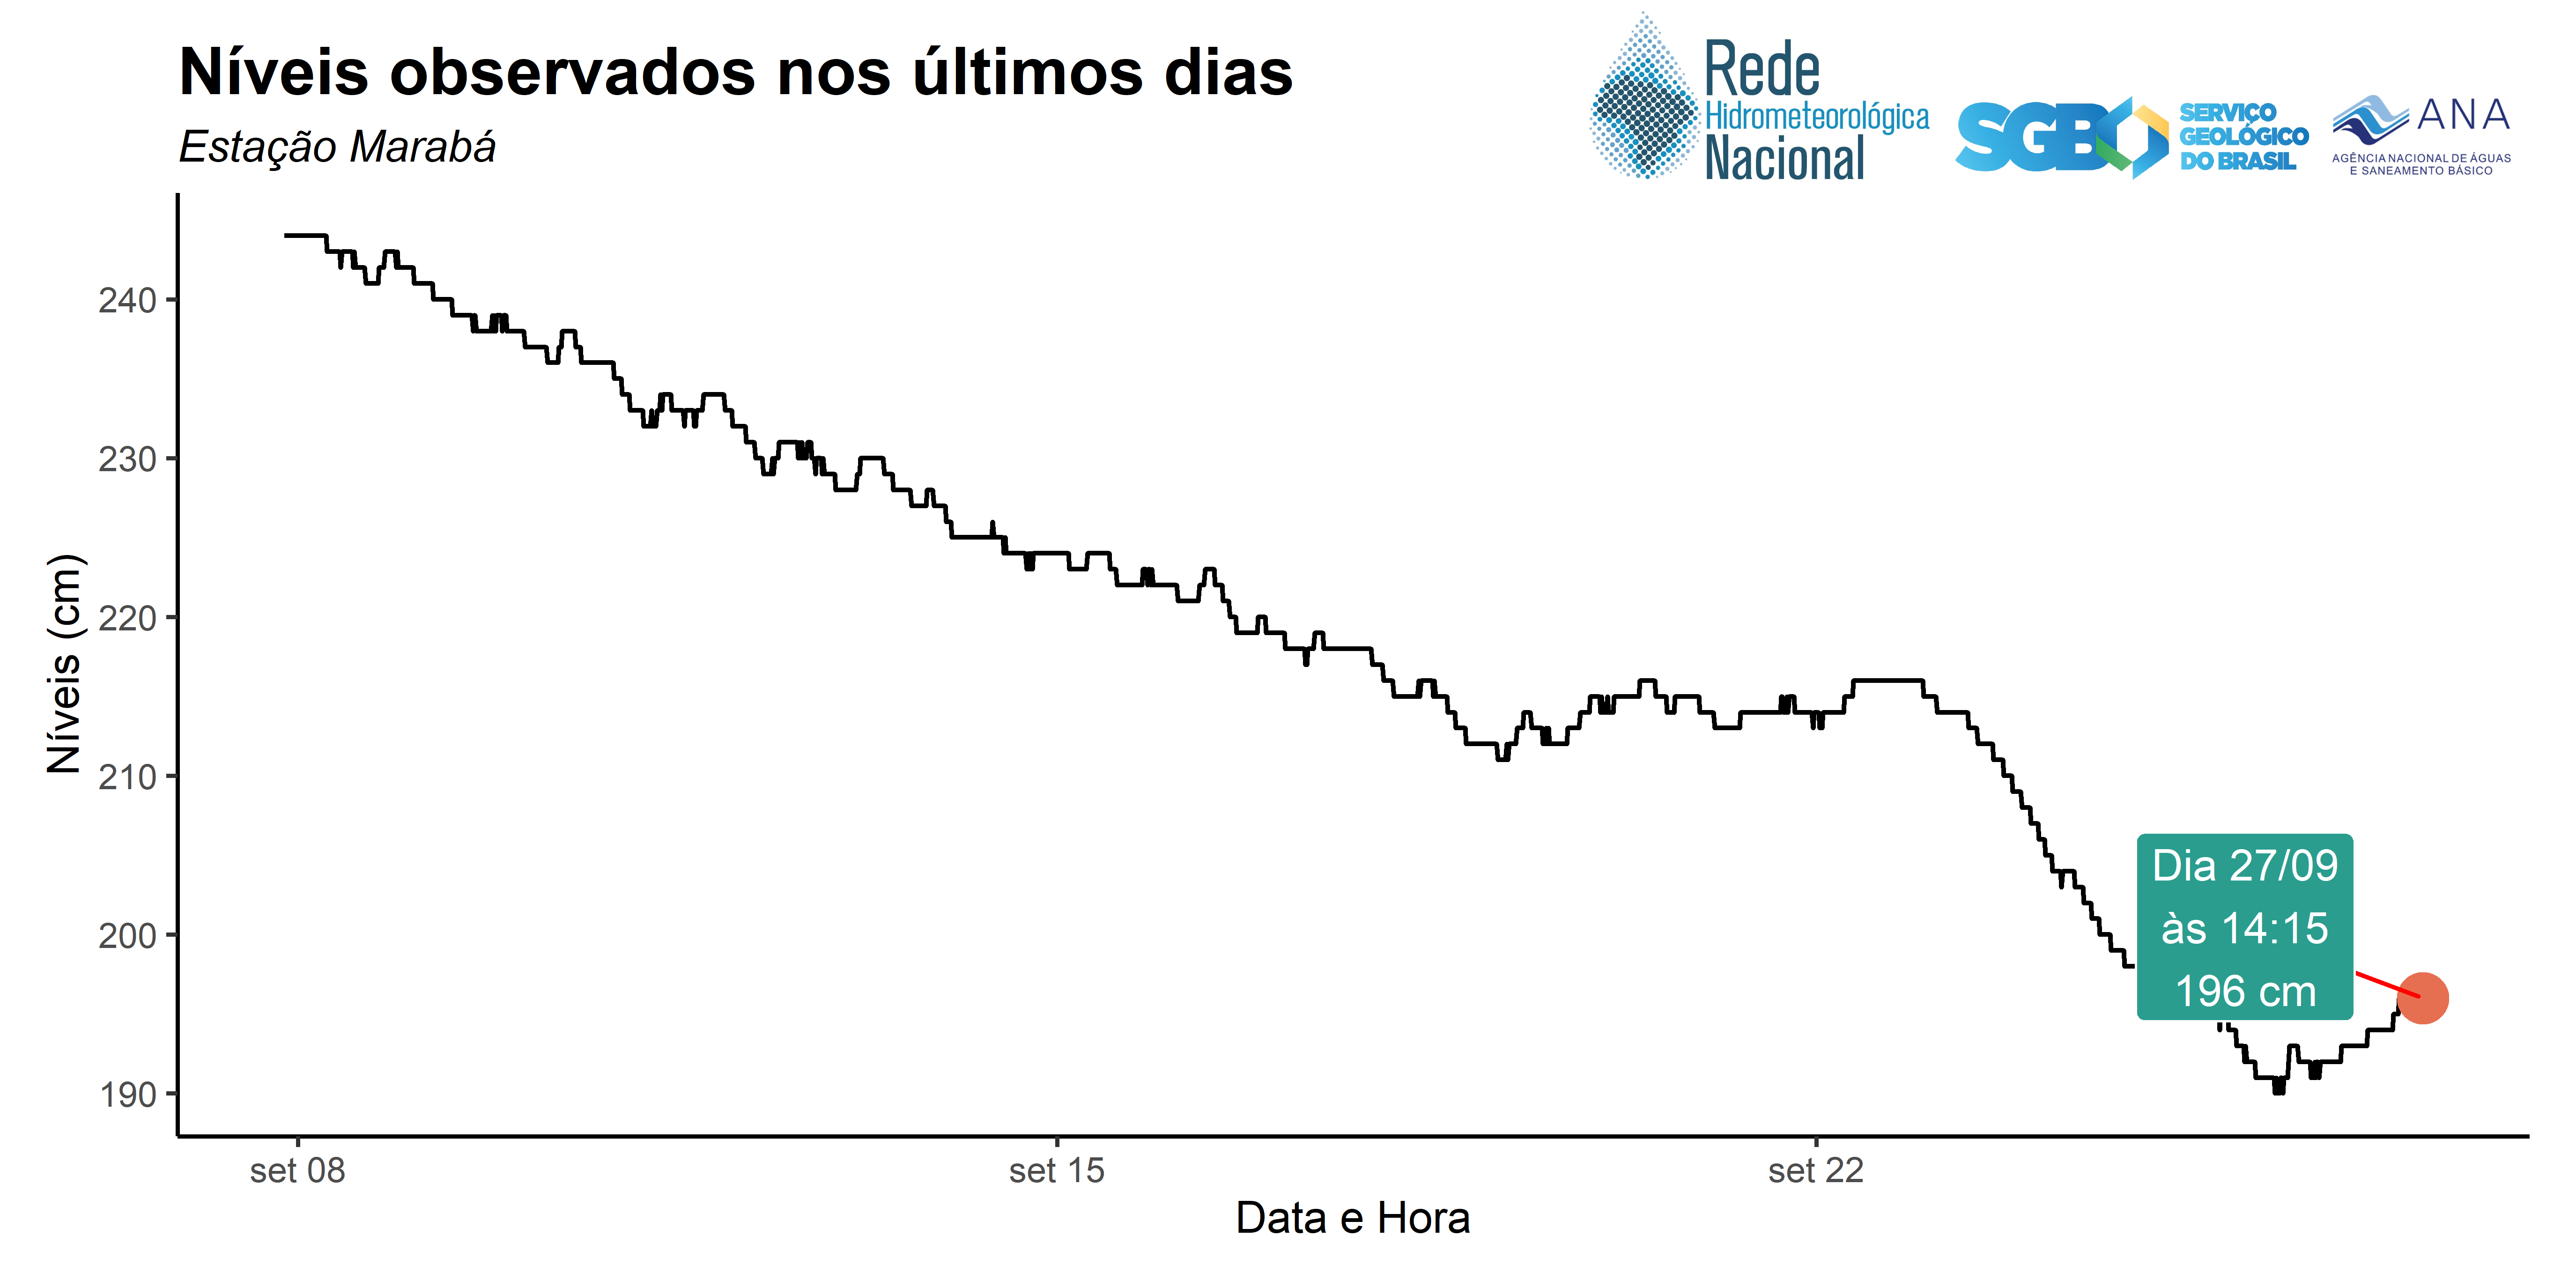 Níveis observados nos últimos dias
Estação Marabá
Rede
Hidrometeorológica
Nacional
SGB
SERVIÇO
GEOLÓGICO
DO BRASIL
ANA
AGÊNCIA NACIONAL DE ÁGUAS
E SANEAMENTO BÁSICO
Níveis (cm)
240
230
220
210
200
190
Dia 27/09
às 14:15
196 cm
set 08
set 15
set 22
Data e Hora